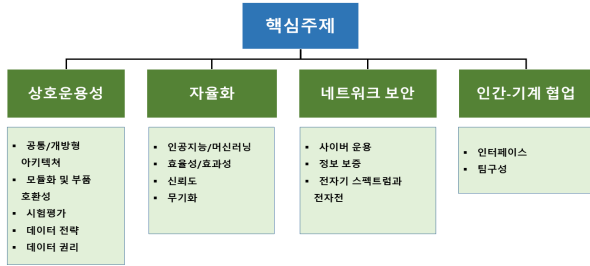 핵심주제
상호운용성
자율화
네트워크 보안
인간-기계 협업
▪ 공통/개방형
아키텍처
▪ 모듈화 및 부품
호환성
▪ 시험평가
▪ 데이터 전략
▪ 데이터 권리
▪ 인공지능/머신러닝
▪ 효율성/효과성
▪ 신뢰도
▪ 무기화
▪ 사이버 운용
▪ 정보 보증
▪ 전자기 스펙트럼과
전자전
▪ 인터페이스
▪ 팀구성